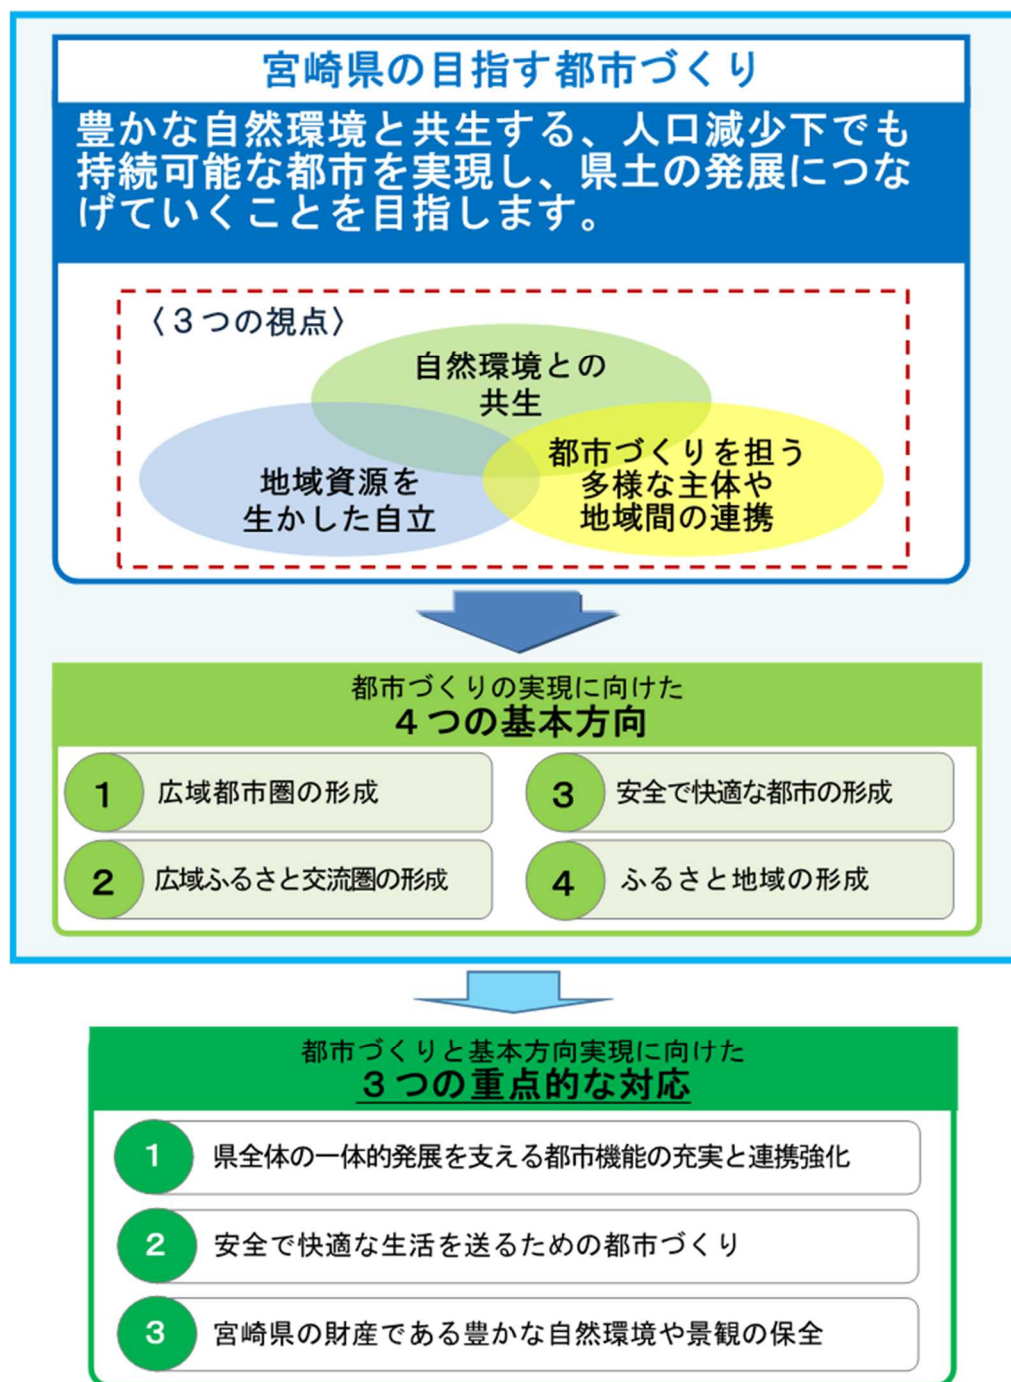 宮崎県の目指す都市づくり
豊かな自然環境と共生する、人口減少下でも
持続可能な都市を実現し、県土の発展につな
げていくことを目指します。
〈３つの視点〉
自然環境との
共生
地域資源を
生かした自立
都市づくりを担う
多様な主体や
地域間の連携
都市づくりの実現に向けた
４つの基本方向
1 広域都市圏の形成
2 広域ふるさと交流圏の形成
3 安全で快適な都市の形成
4 ふるさと地域の形成
都市づくりと基本方向実現に向けた
３つの重点的な対応
1 県全体の一体的発展を支える都市機能の充実と連携強化
2 安全で快適な生活を送るための都市づくり
3 宮崎県の財産である豊かな自然環境や景観の保全